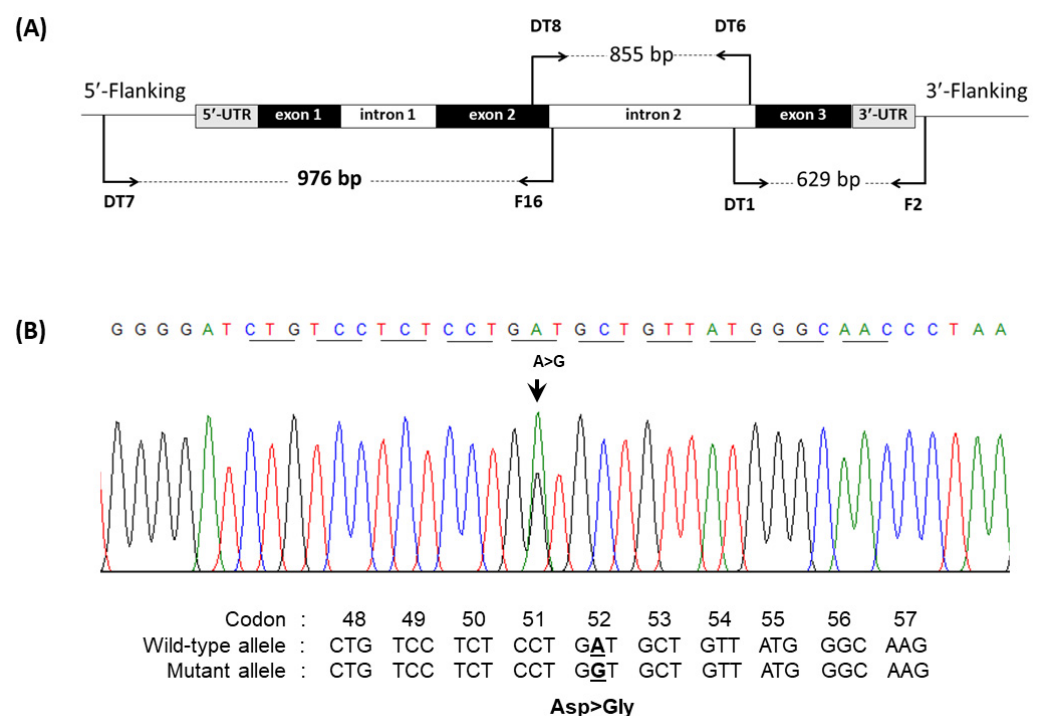 (A)
DT8 DT6
855 bp
5′-Flanking 3′-Flanking
5′-UTR exon 1 intron 1 exon 2 intron 2 exon 3 3′-UTR
976 bp 629 bp
DT7 F16 DT1 F2
(B)
G G G G A T C T G T C C T C T C C T G A T G C T G T T A T G G G C A A C C C T A A
A>G
Codon : 48 49 50 51 52 53 54 55 56 57
Wild-type allele : CTG TCC TCT CCT GAT GCT GTT ATG GGC AAG
Mutant allele : CTG TCC TCT CCT GGT GCT GTT ATG GGC AAG
Asp>Gly